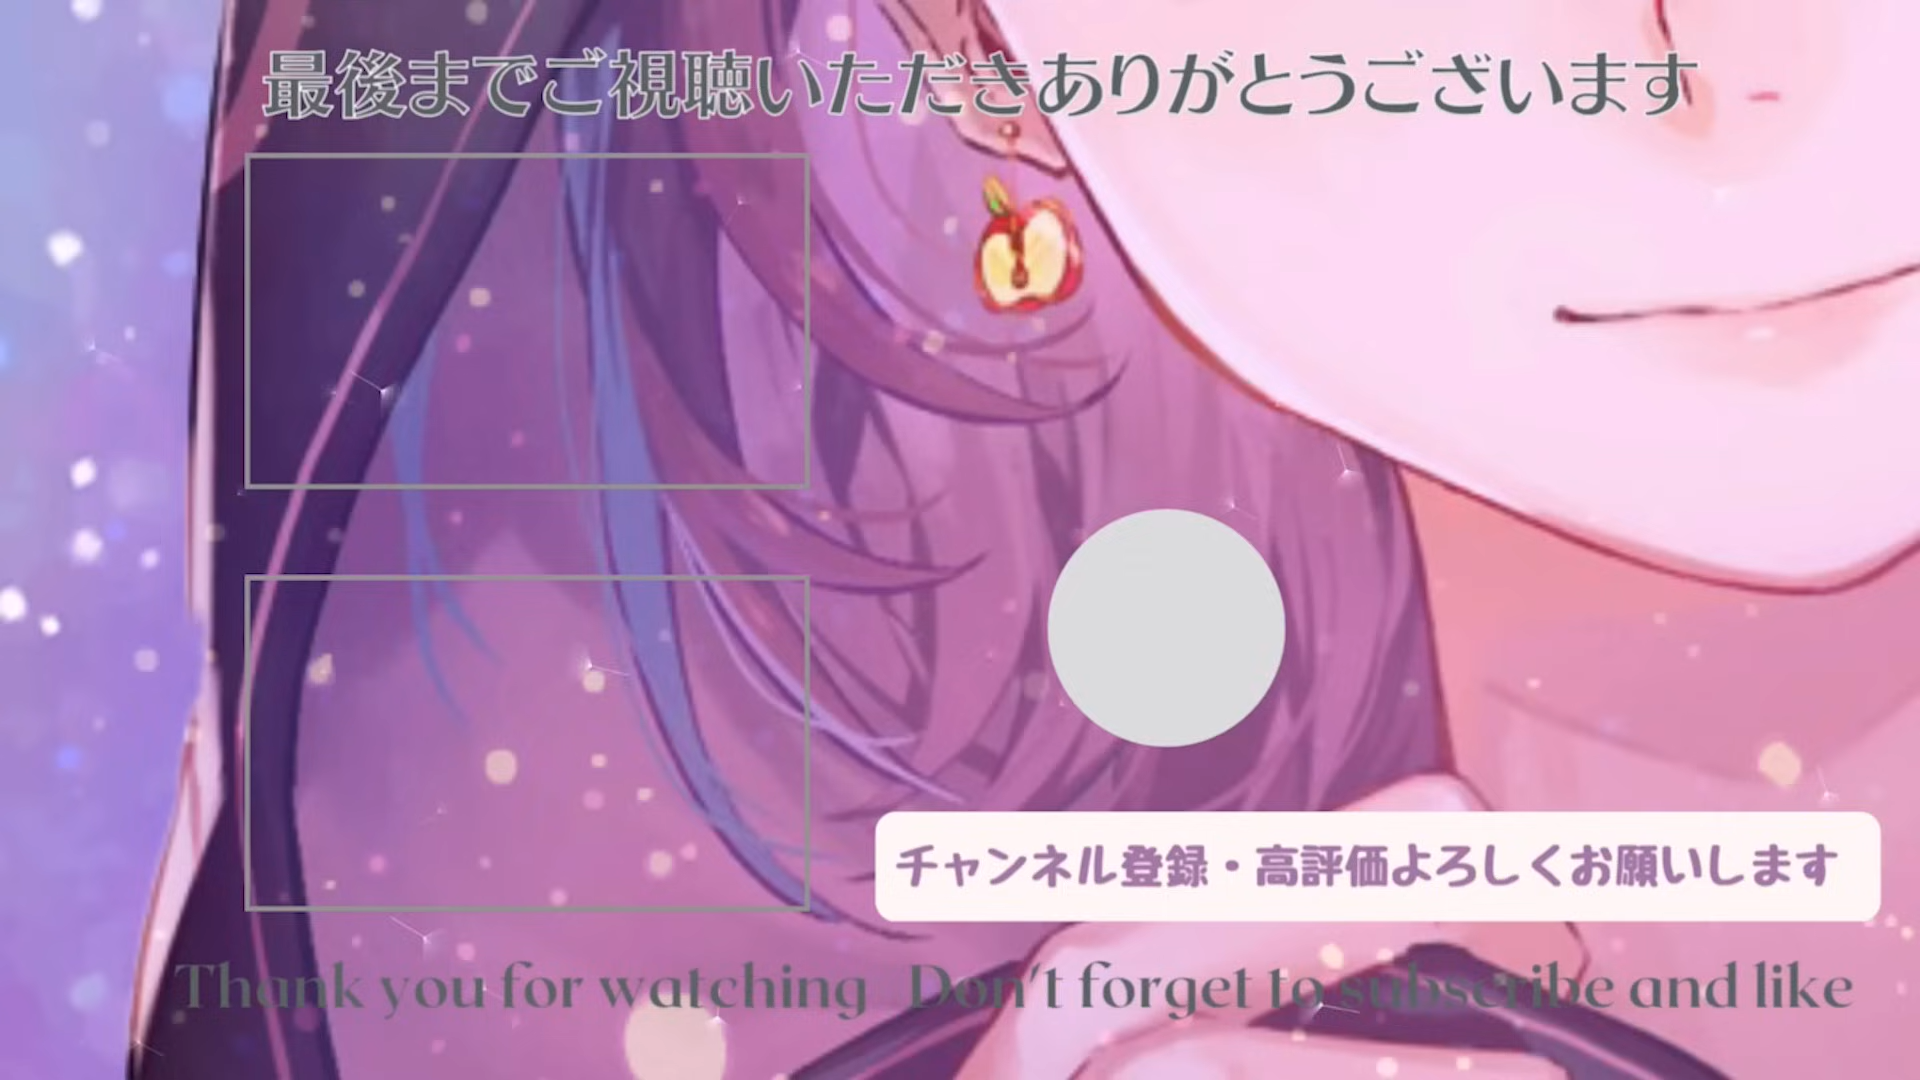 最後までご視聴いただきありがとうございます
チャンネル登録・高評価よろしくお願いします
Thank you for watching Don't forget to subscribe and like